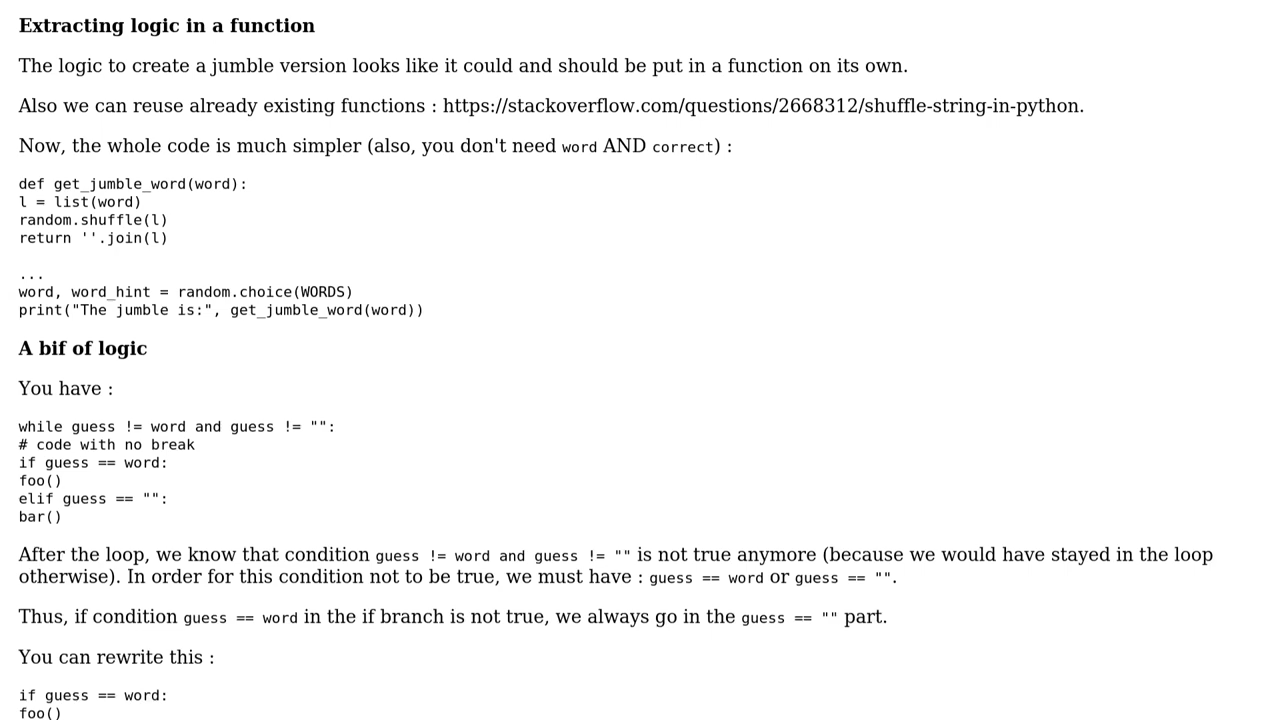 Extracting logic in a function
The logic to create a jumble version looks like it could and should be put in a function on its own.
Also we can reuse already existing functions : https://stackoverflow.com/questions/2668312/shuffle-string-in-python.
Now, the whole code is much simpler (also, you don't need word AND correct) :
def get_jumble_word(word):
l = list(word)
random.shuffle(l)
return ''.join(l)
...
word, word_hint = random.choice(WORDS)
print("The jumble is:", get_jumble_word(word))
A bif of logic
You have :
while guess != word and guess != "":
# code with no break
if guess == word:
foo()
elif guess == "":
bar()
After the loop, we know that condition guess != word and guess != "" is not true anymore (because we would have stayed in the loop
otherwise). In order for this condition not to be true, we must have : guess == word or guess == "".
Thus, if condition guess == word in the if branch is not true, we always go in the guess == "" part.
You can rewrite this :
if guess == word:
foo()